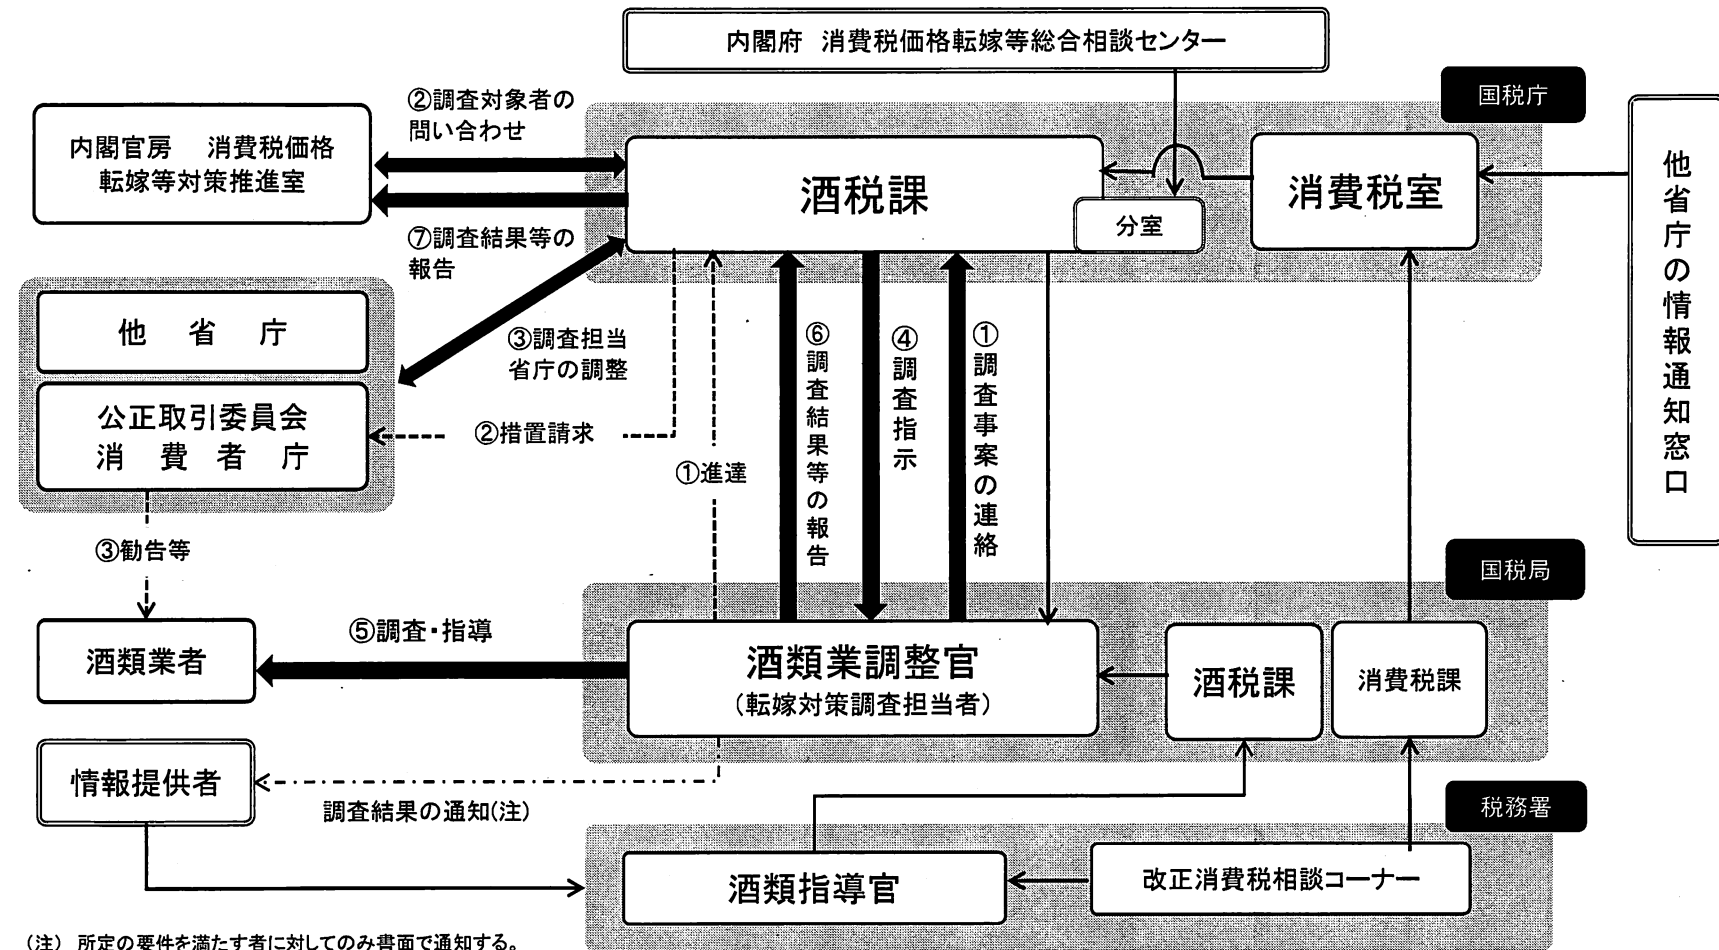 内閣府 消費税価格転嫁等総合相談センター
国税庁
②調査対象者の
問い合わせ
内閣官房 消費税価格
転嫁等対策推進室
酒税課
分室
消費税室
他省庁の情報通知窓口
⑦調査結果等の
報告
他 省 庁
公正取引委員会
消 費 者 庁
③調査担当
省庁の調整
②措置請求
①進達
⑥調査結果等の報告
④調査指示
①調査事案の連絡
③勧告等
国税局
酒類業者
⑤調査・指導
酒類業調整官
(転嫁対策調査担当者)
酒税課
消費税課
情報提供者
調査結果の通知(注)
税務署
酒類指導官
改正消費税相談コーナー
(注) 所定の要件を満たす者に対してのみ書面で通知する。